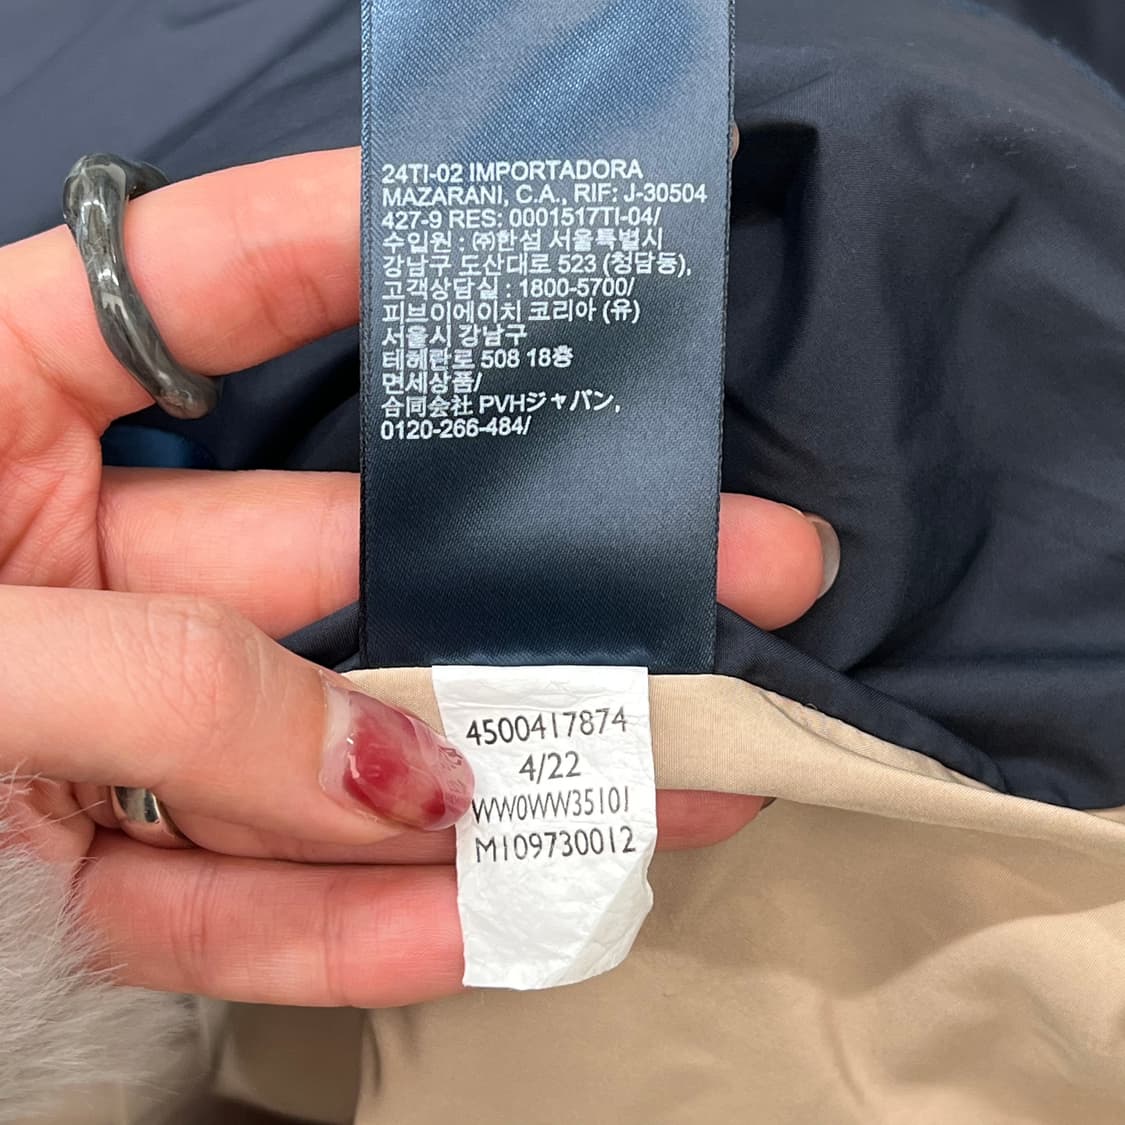 24TI-02 IMPORTADORA
MAZARANI, C.A., RIF: J-30504
427-9 RES: 0001517TI-04/
수입원 : ㈜한섬 서울특별시
강남구 도산대로 523 (청담동),
고객상담실 : 1800-5700/
피브이에이치 코리아 (유)
서울시 강남구
테헤란로 508 18층
면세상품/
合同会社 PVHジャパン,
0120-266-484/
4500417874
4/22
WW0WW35101
M109730012